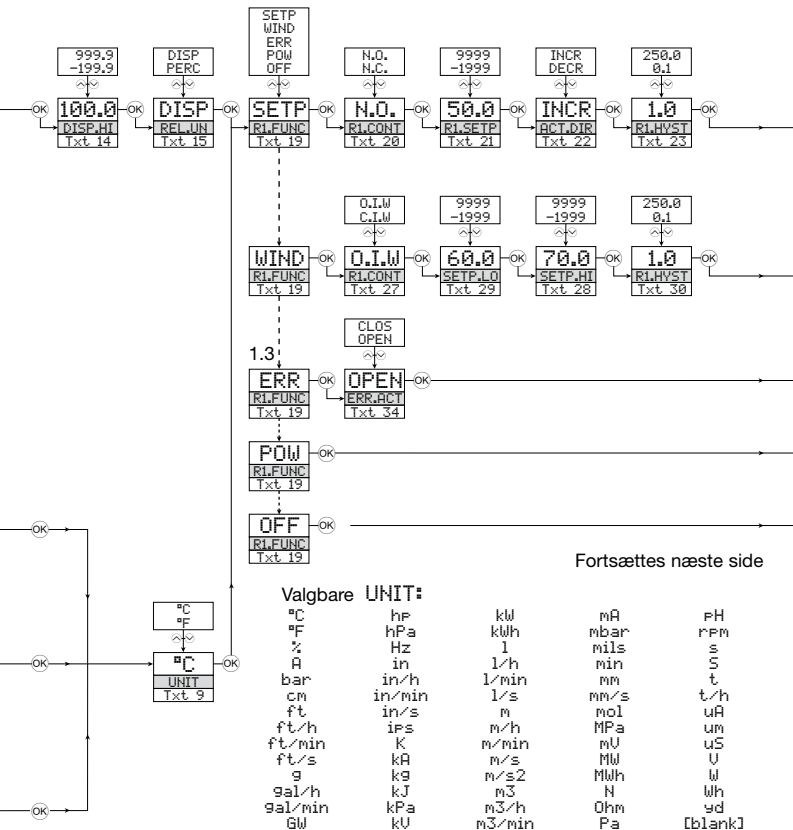 SETP
WIND
ERR
POW
OFF
999.9
-199.9
DISP
PERC
N.O.
N.C.
9999
-1999
INCR
DECR
250.0
0.1
OK 100.0 OK DISP OK SETP OK N.O. OK 50.0 OK INCR OK 1.0 OK
DISP.HI REL.UN R1.FUNC R1.CONT R1.SETP ACT.DIR R1.HYST
Txt 14 Txt 15 Txt 19 Txt 20 Txt 21 Txt 22 Txt 23
O.I.W 9999 9999 250.0
C.I.W -1999 -1999 0.1
WIND OK O.I.W OK 60.0 OK 70.0 OK 1.0 OK
R1.FUNC R1.CONT SETP.LO SETP.HI R1.HYST
Txt 19 Txt 27 Txt 29 Txt 28 Txt 30
CLOS
OPEN
1.3
ERR OK OPEN OK
R1.FUNC ERR.ACT
Txt 19 Txt 34
POW OK
R1.FUNC
Txt 19
OK OFF OK
R1.FUNC
Txt 19
Fortsættes næste side
°C
°F
OK °C OK
UNIT
Txt 9
OK
Valgbare UNIT:
°C hp kW mA pH
°F hPa kWh mbar rpm
% Hz l mils s
A in l/h min S
bar in/h l/min mm t
cm in/min l/s mm/s t/h
ft in/s m mol uA
ft/h ips m/h MPa um
ft/min K m/min mV uS
ft/s kA m/s MW V
g kg m/s2 MWh W
gal/h kJ m3 N Wh
gal/min kPa m3/h Ohm yd
GW kV m3/min Pa [blank]